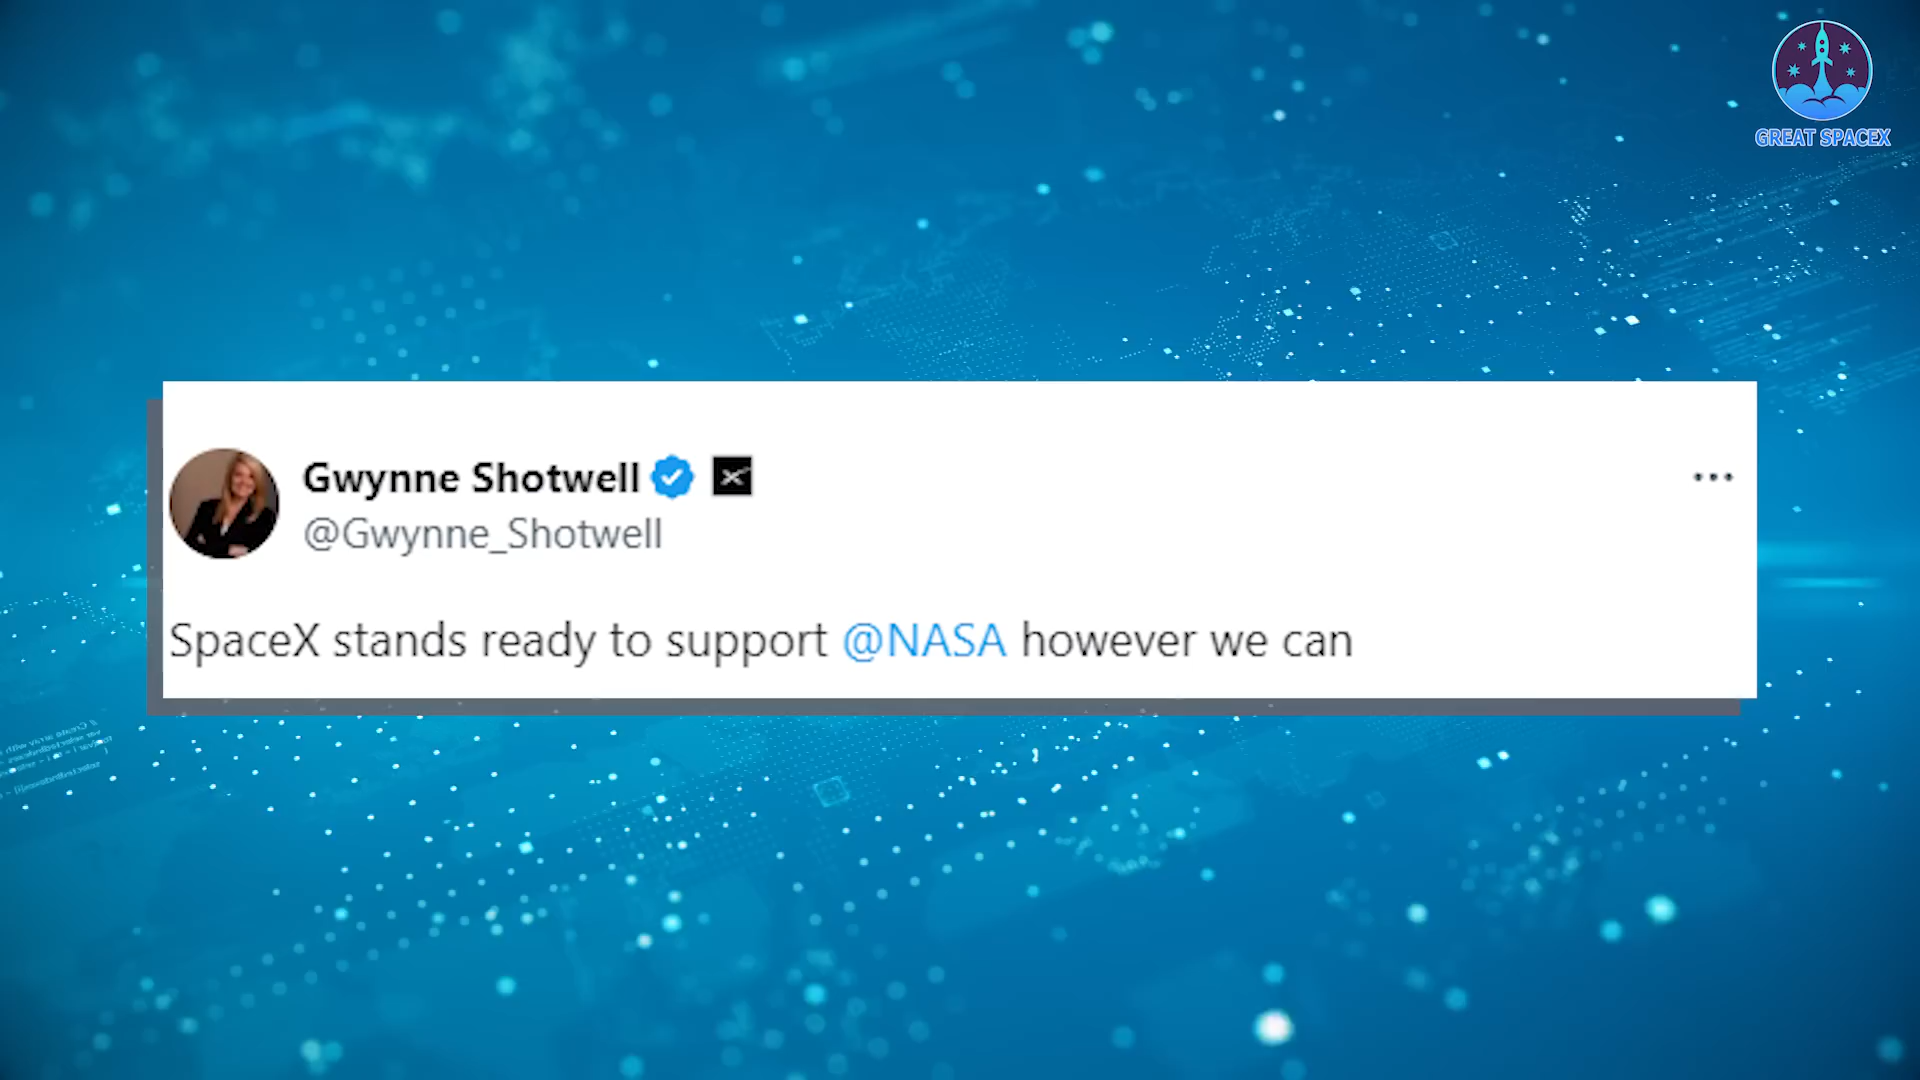 GREAT SPACEX
Gwynne Shotwell
@Gwynne_Shotwell
SpaceX stands ready to support @NASA however we can